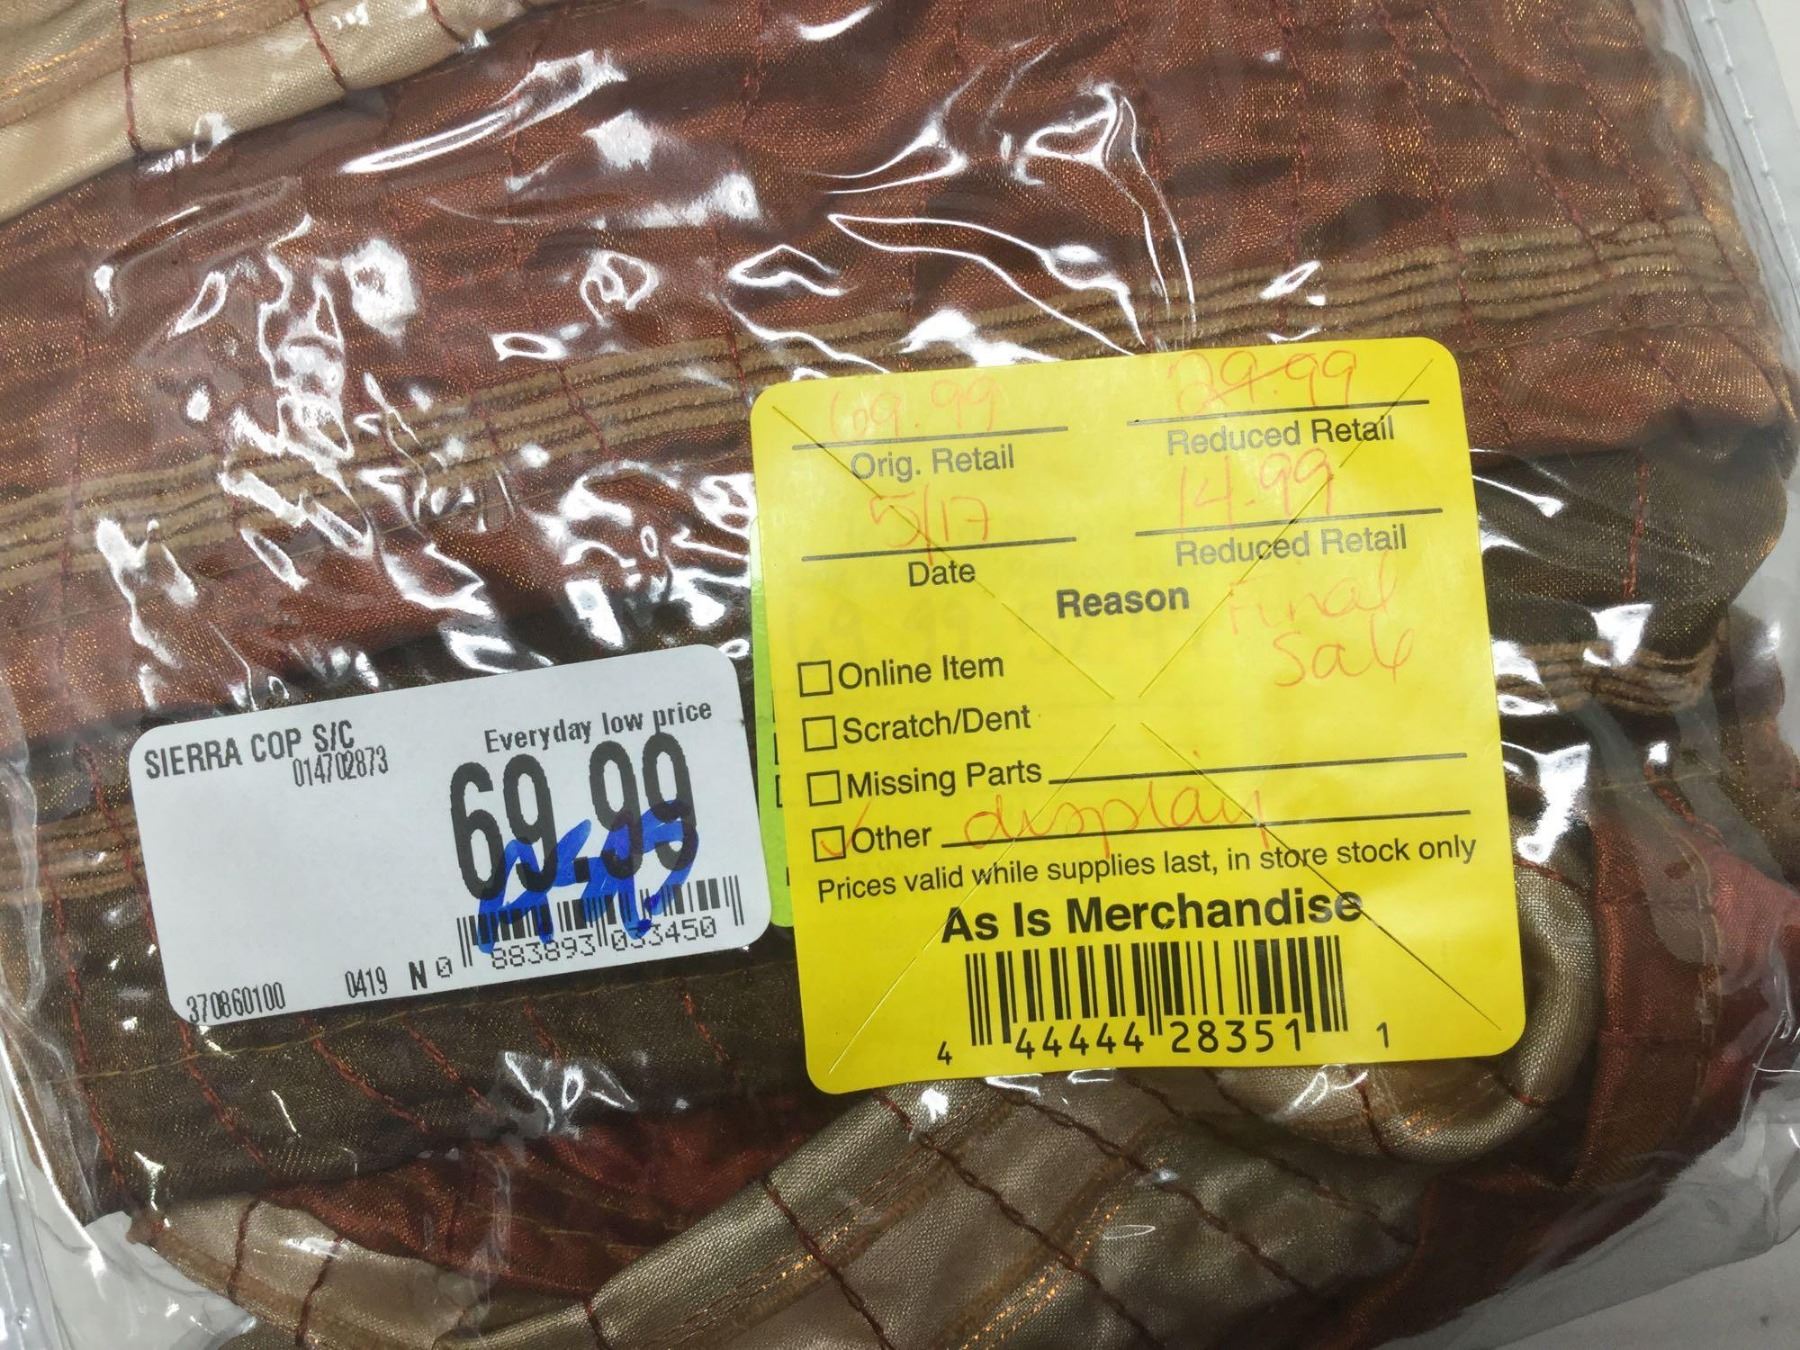 SIERRA COP S/C
014702873
Everyday low price
69.99
0 883893 033450
370860100 0419 N
69.99 29.99
Orig. Retail Reduced Retail
5/17 14.99
Date Reduced Retail
Reason Final
Sale
Online Item
Scratch/Dent
Missing Parts
Other display
Prices valid while supplies last, in store stock only
As Is Merchandise
4 44444 28351 1